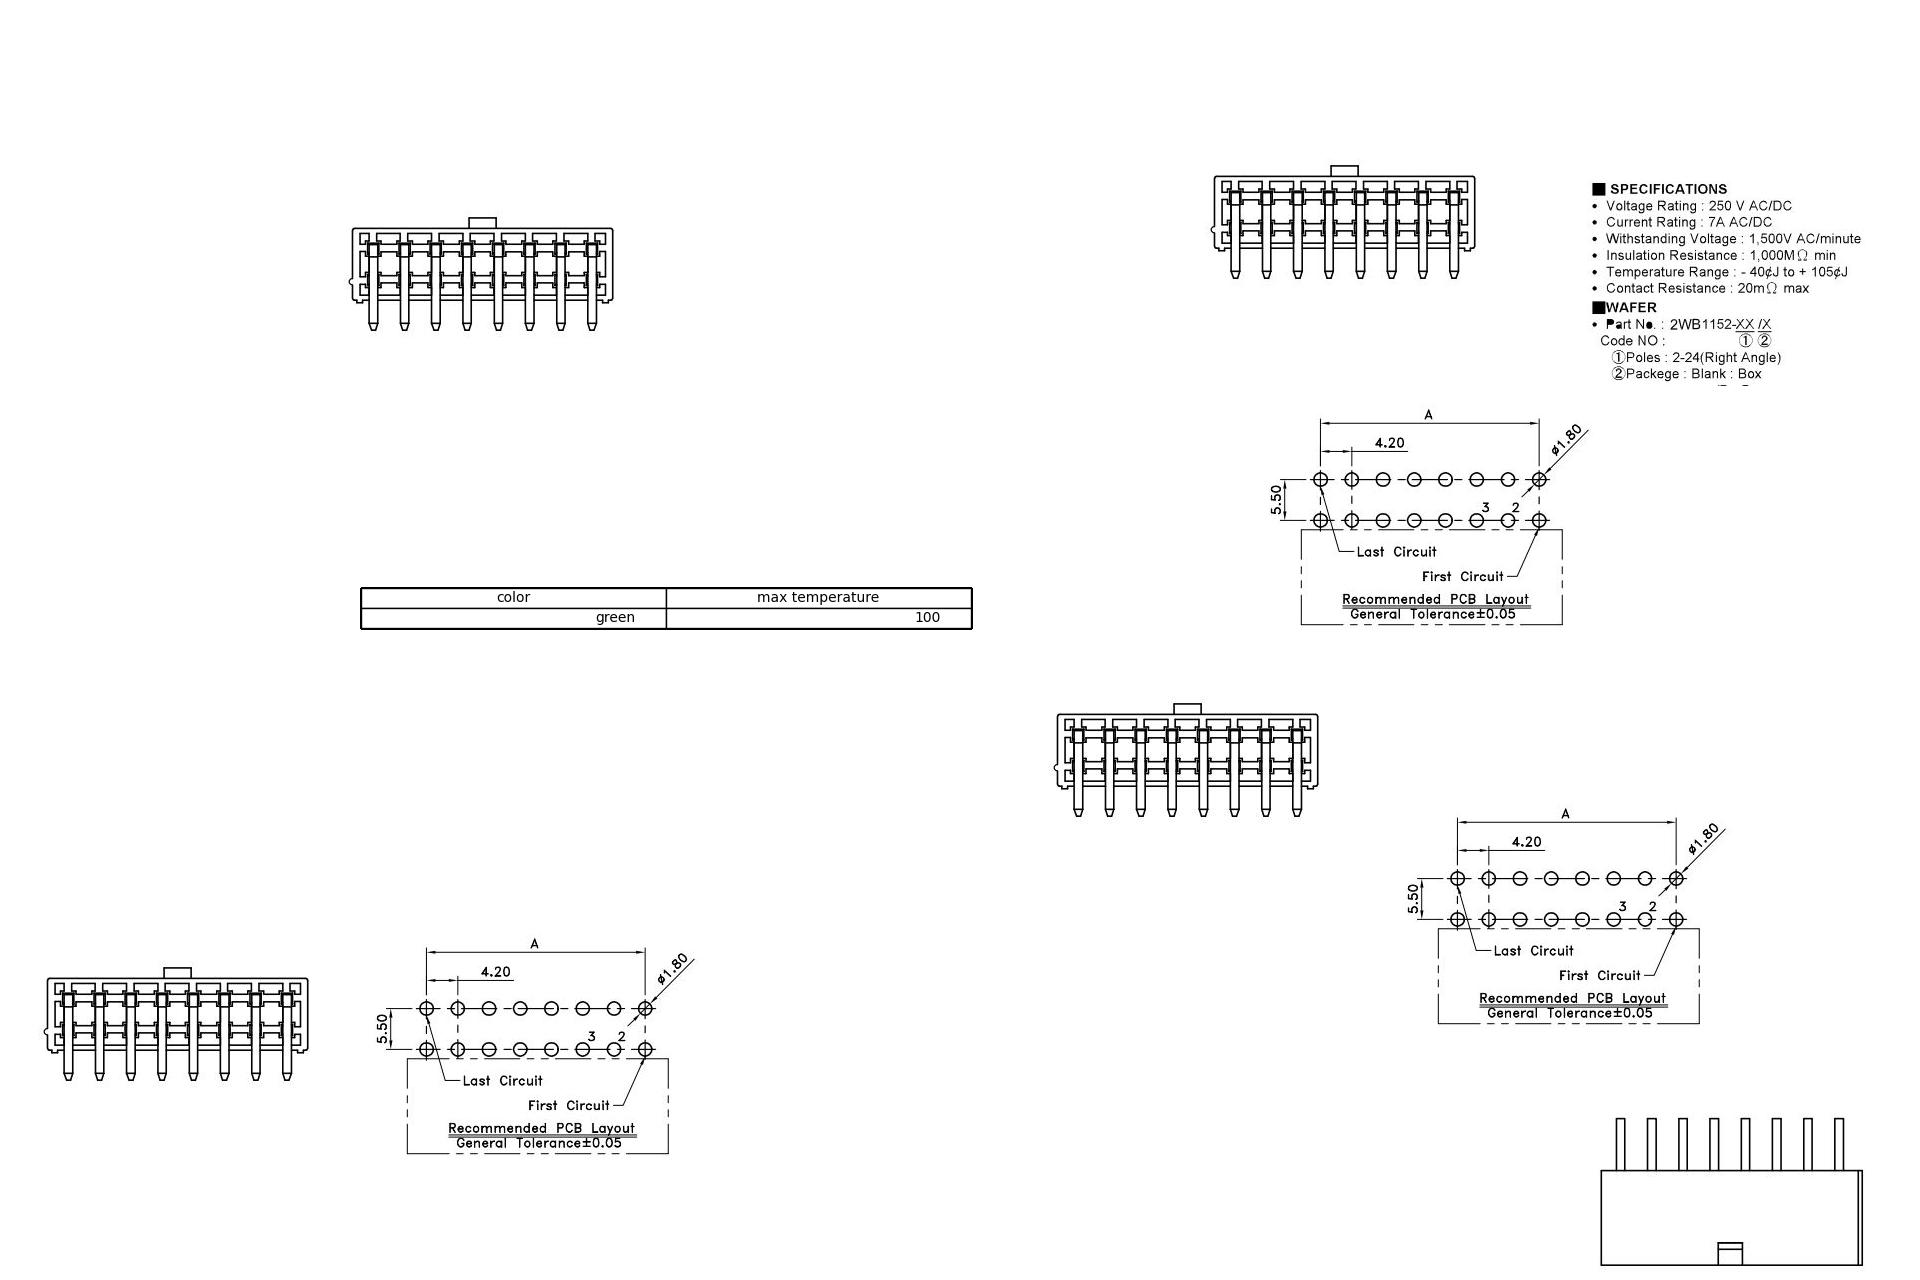 ■ SPECIFICATIONS
• Voltage Rating : 250 V AC/DC
• Current Rating : 7A AC/DC
• Withstanding Voltage : 1,500V AC/minute
• Insulation Resistance : 1,000MΩ min
• Temperature Range : - 40¢J to + 105¢J
• Contact Resistance : 20mΩ max
■WAFER
• Part No. : 2WB1152-XX /X
Code NO : ① ②
①Poles : 2-24(Right Angle)
②Packege : Blank : Box
A
4.20
ø1.80
5.50
3 2
Last Circuit
First Circuit
Recommended PCB Layout
General Tolerance±0.05
color max temperature
green 100
A
4.20
ø1.80
5.50
3 2
Last Circuit
First Circuit
Recommended PCB Layout
General Tolerance±0.05
A
4.20
ø1.80
5.50
3 2
Last Circuit
First Circuit
Recommended PCB Layout
General Tolerance±0.05